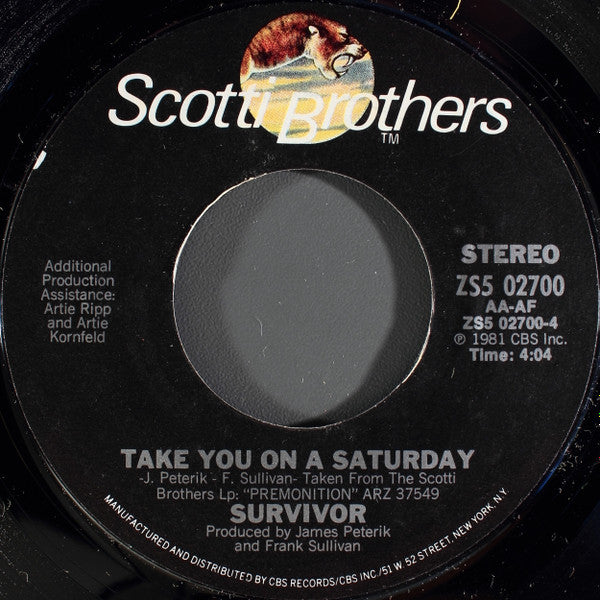 Scotti Brothers
TM
Additional
Production
Assistance:
Artie Ripp
and Artie
Kornfeld
STEREO
ZS5 02700
AA-AF
ZS5 02700-4
℗ 1981 CBS Inc.
Time: 4:04
TAKE YOU ON A SATURDAY
-J. Peterik - F. Sullivan- Taken From The Scotti
Brothers Lp: "PREMONITION" ARZ 37549
SURVIVOR
Produced by James Peterik
and Frank Sullivan
MANUFACTURED AND DISTRIBUTED BY CBS RECORDS/CBS INC./51 W. 52 STREET, NEW YORK, N.Y.